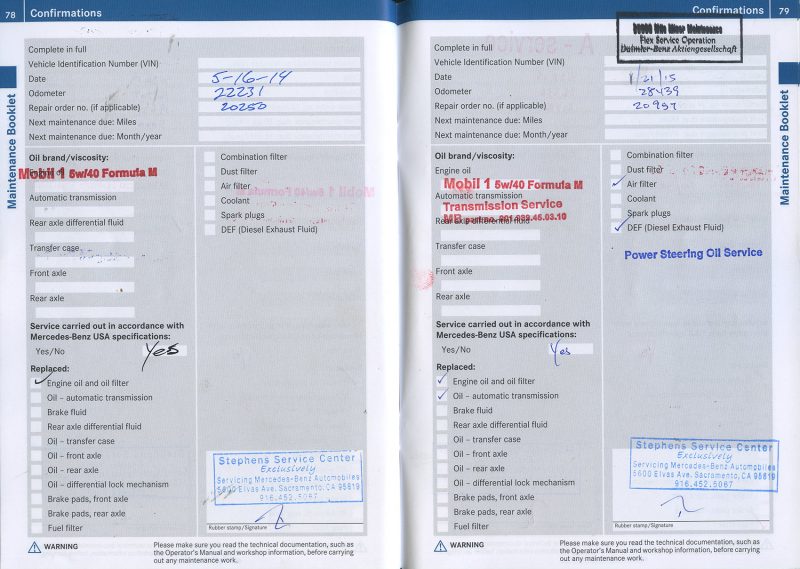 78 Confirmations
Maintenance Booklet
Complete in full
Vehicle Identification Number (VIN)
Date 5-16-14
Odometer 22231
Repair order no. (if applicable) 20250
Next maintenance due: Miles
Next maintenance due: Month/year
Oil brand/viscosity:
Engine oil
Mobil 1 5w/40 Formula M
Automatic transmission
Rear axle differential fluid
Transfer case
Front axle
Rear axle
Service carried out in accordance with
Mercedes-Benz USA specifications:
Yes/No Yes
Replaced:
Engine oil and oil filter
Oil – automatic transmission
Brake fluid
Rear axle differential fluid
Oil – transfer case
Oil – front axle
Oil – rear axle
Oil – differential lock mechanism
Brake pads, front axle
Brake pads, rear axle
Fuel filter
Combination filter
Dust filter
Air filter
Coolant
Spark plugs
DEF (Diesel Exhaust Fluid)
Mobil 1 5w/40 Formula M
Stephens Service Center
Exclusively
Servicing Mercedes-Benz Automobiles
5600 Elvas Ave. Sacramento, CA 95819
916.452.5067
Rubber stamp/Signature
WARNING
Please make sure you read the technical documentation, such as
the Operator's Manual and workshop information, before carrying
out any maintenance work.
Confirmations 79
Maintenance Booklet
Mile Minor Maintenance
Flex Service Operation
Daimler-Benz Aktiengesellschaft
Complete in full
Vehicle Identification Number (VIN)
Date 1/21/15
Odometer 28439
Repair order no. (if applicable) 20957
Next maintenance due: Miles
Next maintenance due: Month/year
Oil brand/viscosity:
Engine oil
Mobil 1 5w/40 Formula M
Automatic transmission
Transmission Service
Rear axle differential fluid
Transfer case
Front axle
Rear axle
Service carried out in accordance with
Mercedes-Benz USA specifications:
Yes/No Yes
Replaced:
Engine oil and oil filter
Oil – automatic transmission
Brake fluid
Rear axle differential fluid
Oil – transfer case
Oil – front axle
Oil – rear axle
Oil – differential lock mechanism
Brake pads, front axle
Brake pads, rear axle
Fuel filter
Combination filter
Dust filter
Air filter
Coolant
Spark plugs
DEF (Diesel Exhaust Fluid)
Power Steering Oil Service
Stephens Service Center
Exclusively
Servicing Mercedes-Benz Automobiles
5600 Elvas Ave. Sacramento, CA 95819
916.452.5067
Rubber stamp/Signature
WARNING
Please make sure you read the technical documentation, such as
the Operator's Manual and workshop information, before carrying
out any maintenance work.